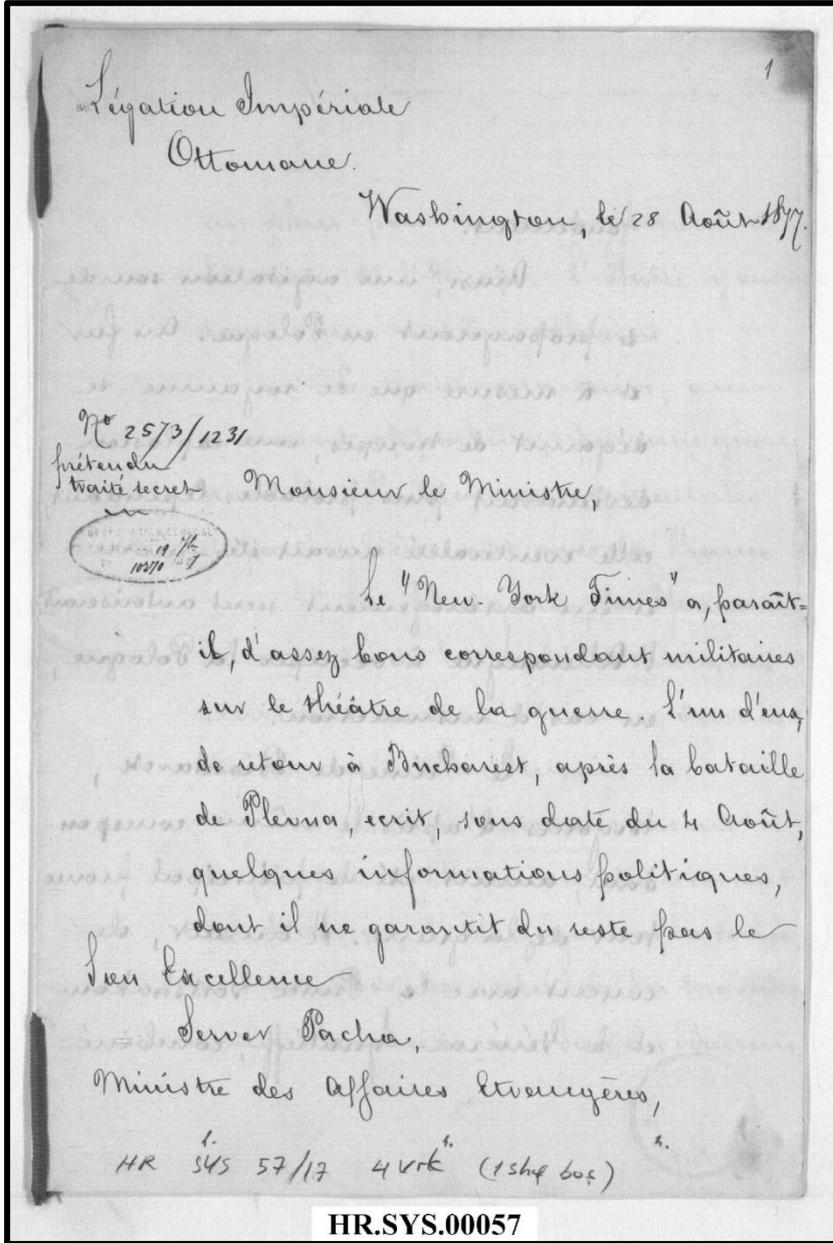 1
Légation Impériale
Ottomane.
Washington, le 28 Août 1877.
No 2573/1231
prétendu
traité secret
Monsieur le Ministre,
19
10270
Le "New York Times" a, paraît-
il, d'assez bons correspondant militaires
sur le théâtre de la guerre. L'un d'eux,
de retour à Bucharest, après la bataille
de Plevna, ecrit, sous date du 4 Août,
quelques informations politiques,
dont il ne garantit du reste pas le
Son Excellence
Server Pacha,
Ministre des Affaires Etrangères,
HR SYS 57/17 4 vrk (1 shf boş)
HR.SYS.00057